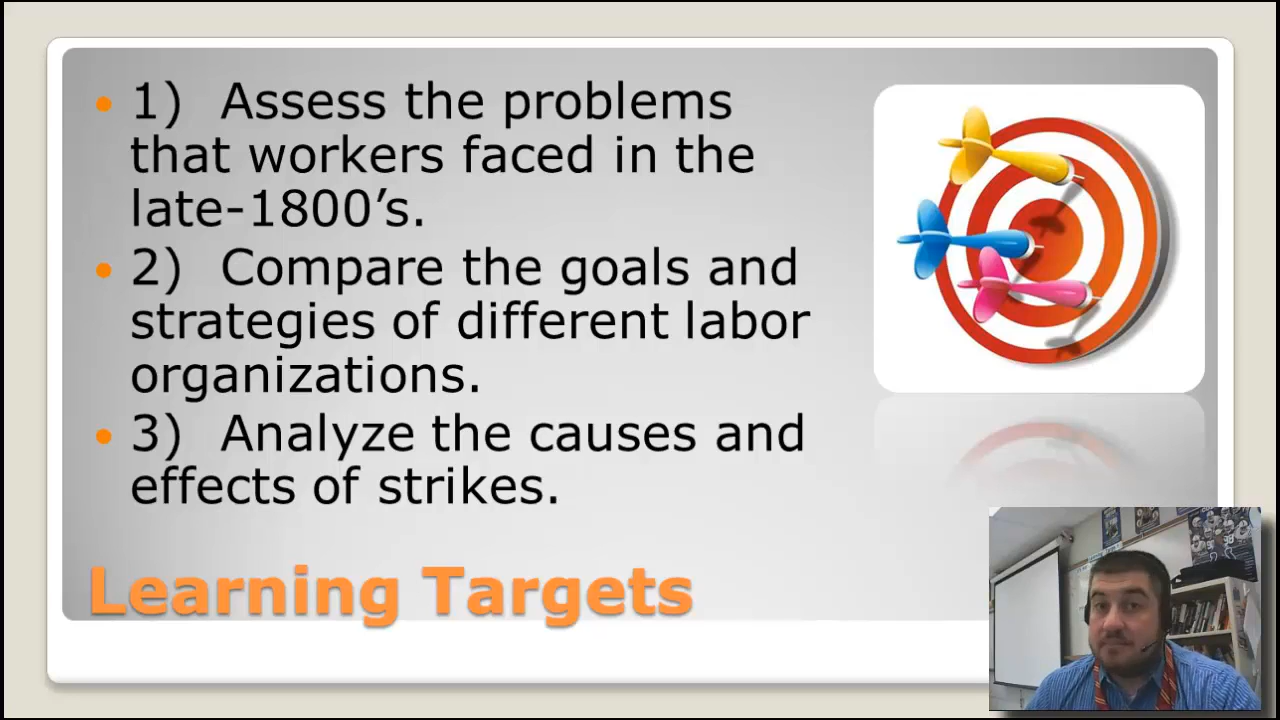 1) Assess the problems
that workers faced in the
late-1800’s.
2) Compare the goals and
strategies of different labor
organizations.
3) Analyze the causes and
effects of strikes.
Learning Targets